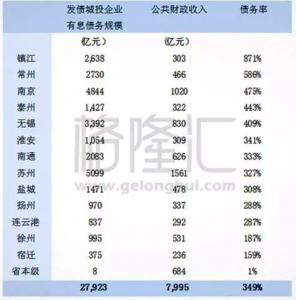 发债城投企业 公共财政收入 债务率
有息债务规模
(亿元) (亿元)
镇江 2,638 303 871%
常州 2730 466 586%
南京 4844 1020 475%
泰州 1,427 322 443%
无锡 3,392 830 409%
淮安 1,054 309 341%
南通 2083 626 333%
苏州 5099 1561 327%
盐城 1471 478 308%
扬州 970 337 288%
连云港 837 292 287%
徐州 995 531 187%
宿迁 375 236 159%
省本级 8 684 1%
27,923 7,995 349%
格隆汇
www.gelonghui.com